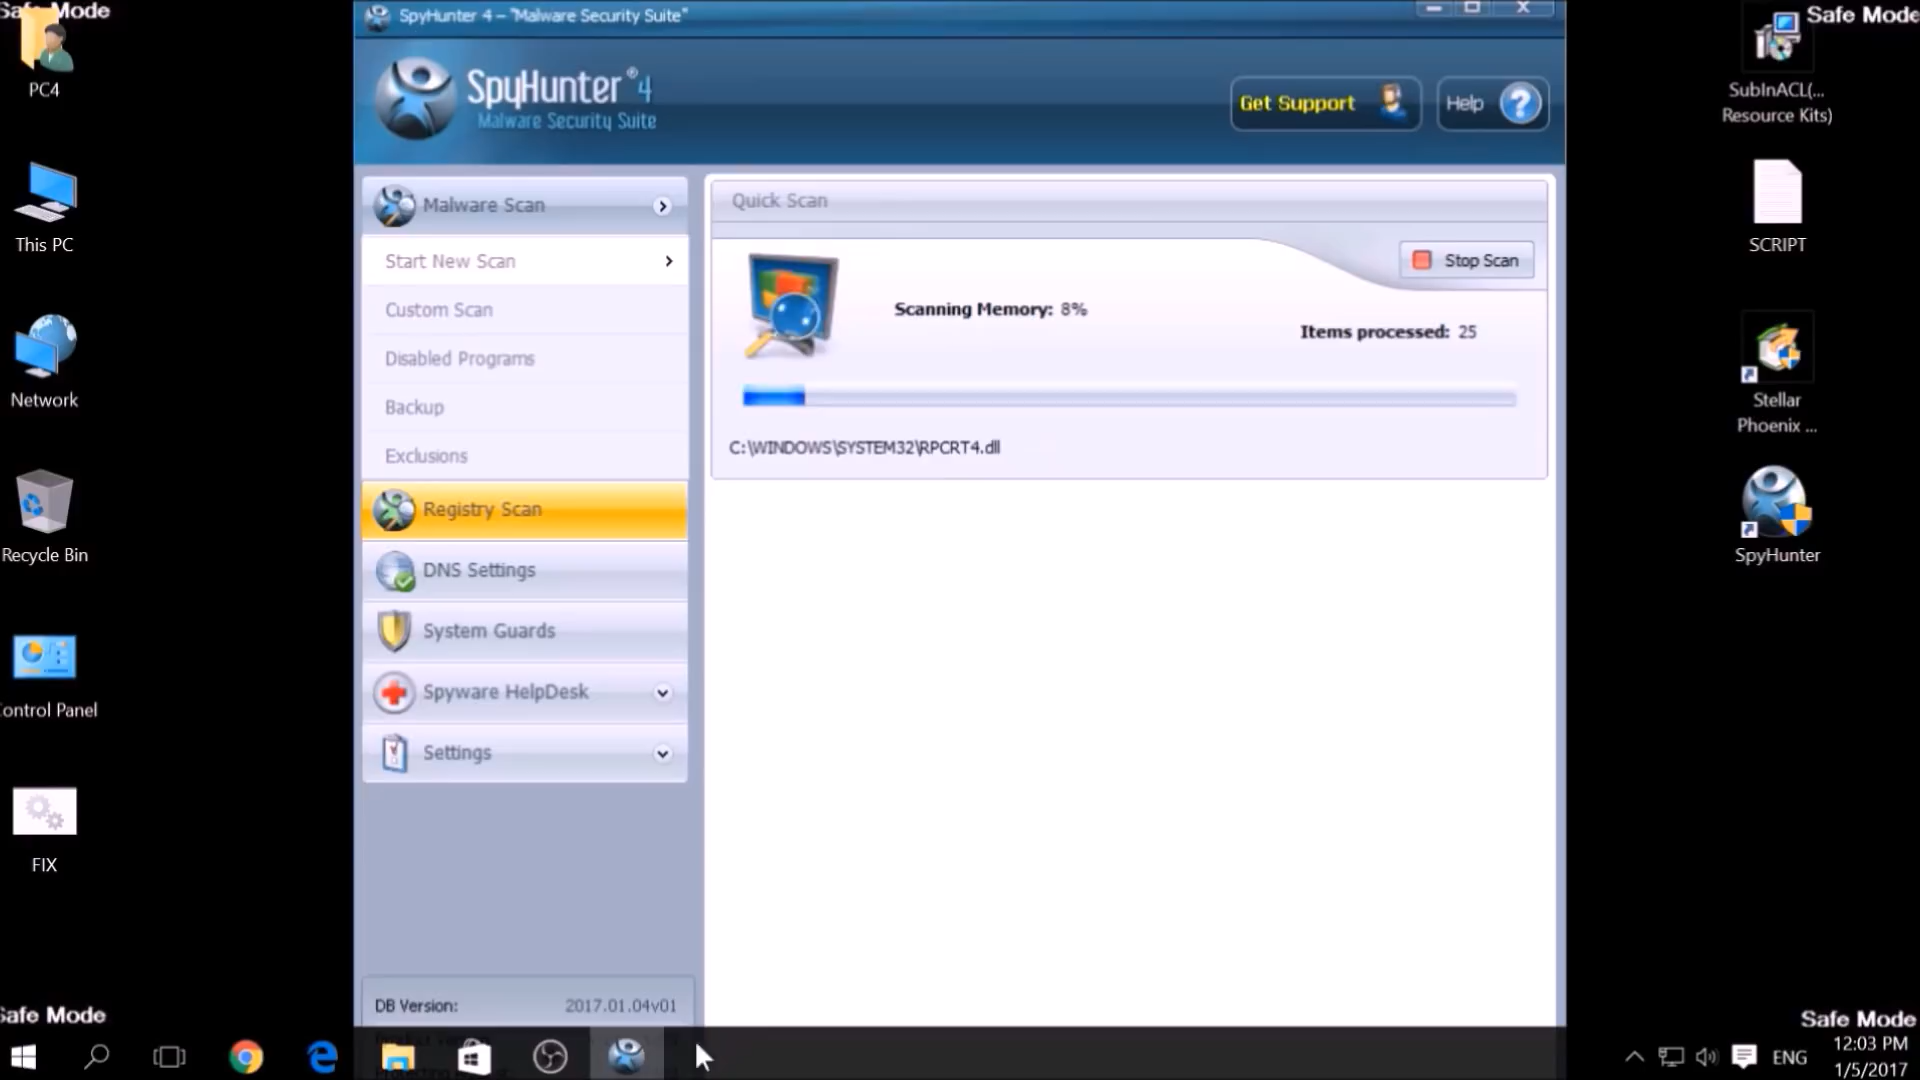 Safe Mode
Safe Mode
SpyHunter 4 – "Malware Security Suite"
SpyHunter® 4
Malware Security Suite
Get Support
Help
PC4
This PC
Network
Recycle Bin
Control Panel
FIX
Malware Scan
Start New Scan
Custom Scan
Disabled Programs
Backup
Exclusions
Registry Scan
DNS Settings
System Guards
Spyware HelpDesk
Settings
DB Version: 2017.01.04v01
Quick Scan
Stop Scan
Scanning Memory: 8%
Items processed: 25
C:\WINDOWS\SYSTEM32\RPCRT4.dll
SubInACL(...
Resource Kits)
SCRIPT
Stellar
Phoenix ...
SpyHunter
Safe Mode
Safe Mode
ENG
12:03 PM
1/5/2017